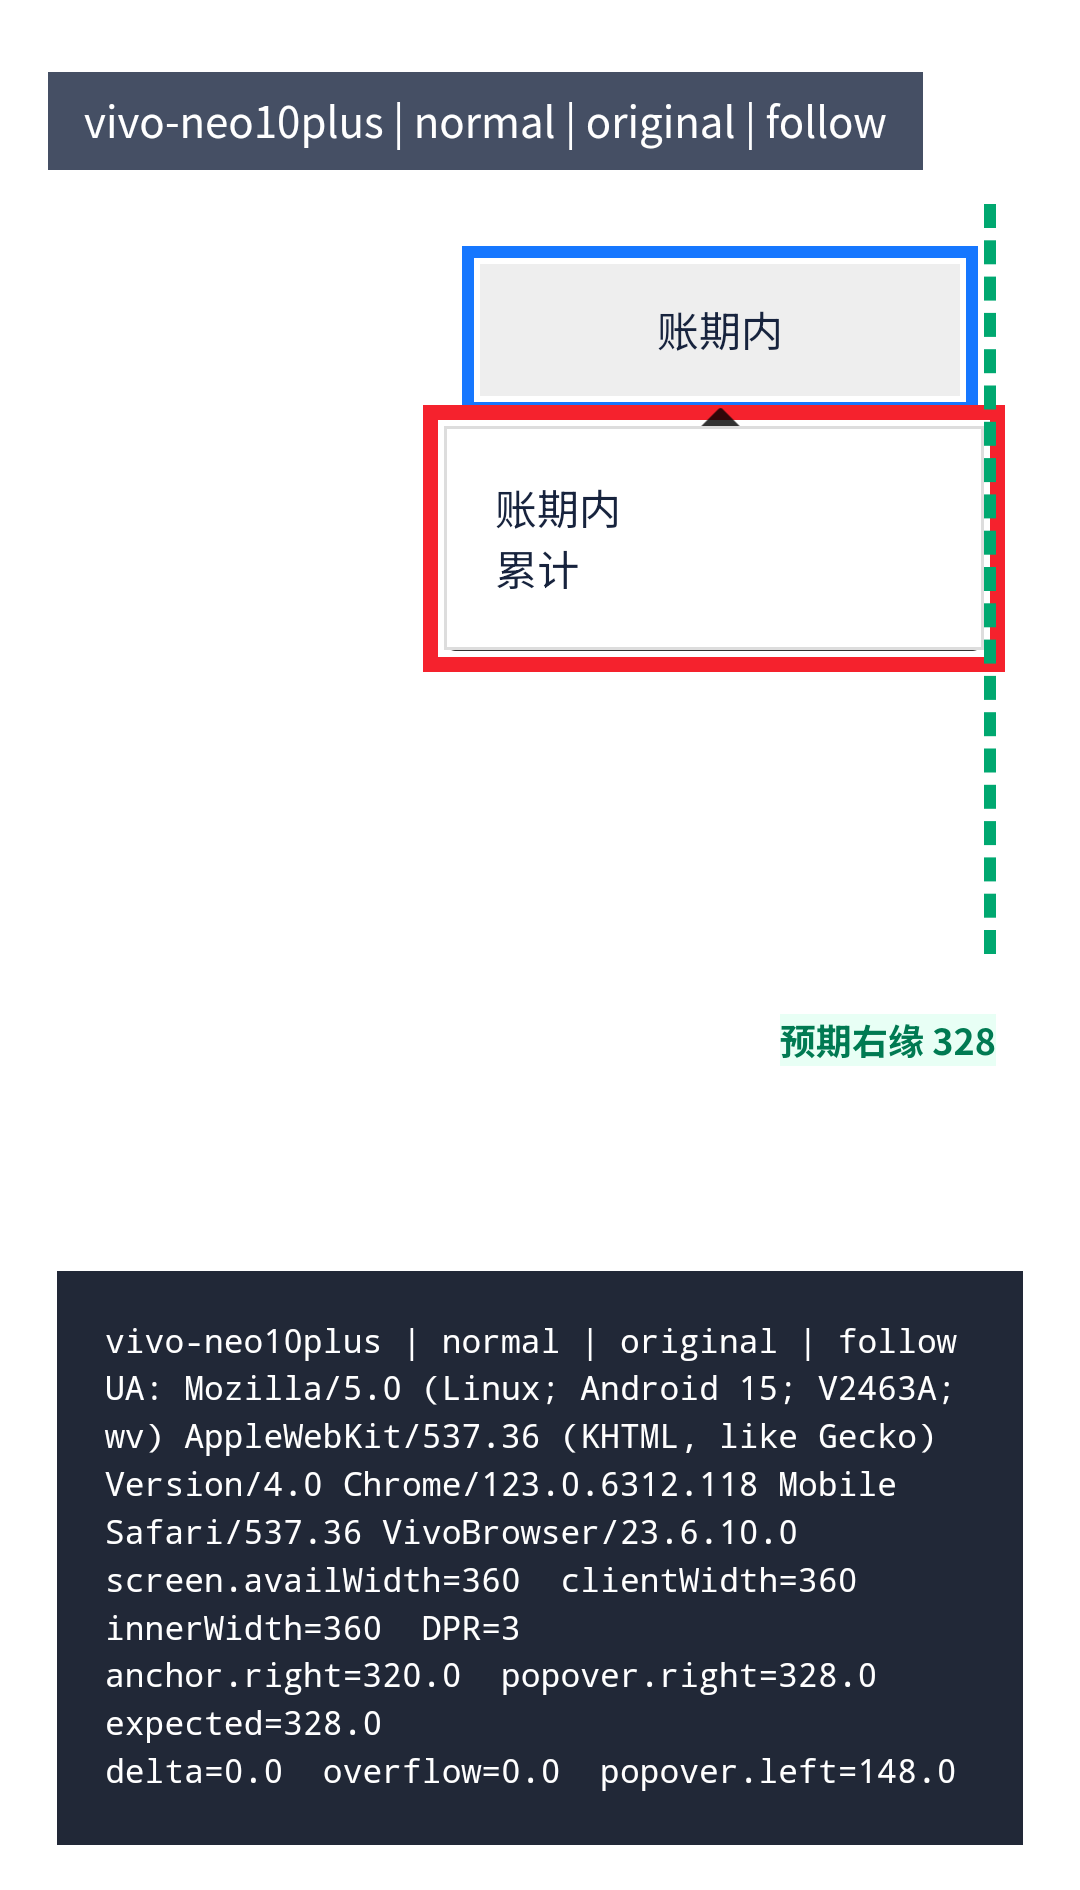 vivo-neo10plus | normal | original | follow
账期内
账期内
累计
预期右缘 328
vivo-neo10plus | normal | original | follow
UA: Mozilla/5.0 (Linux; Android 15; V2463A;
wv) AppleWebKit/537.36 (KHTML, like Gecko)
Version/4.0 Chrome/123.0.6312.118 Mobile
Safari/537.36 VivoBrowser/23.6.10.0
screen.availWidth=360  clientWidth=360
innerWidth=360  DPR=3
anchor.right=320.0  popover.right=328.0
expected=328.0
delta=0.0  overflow=0.0  popover.left=148.0